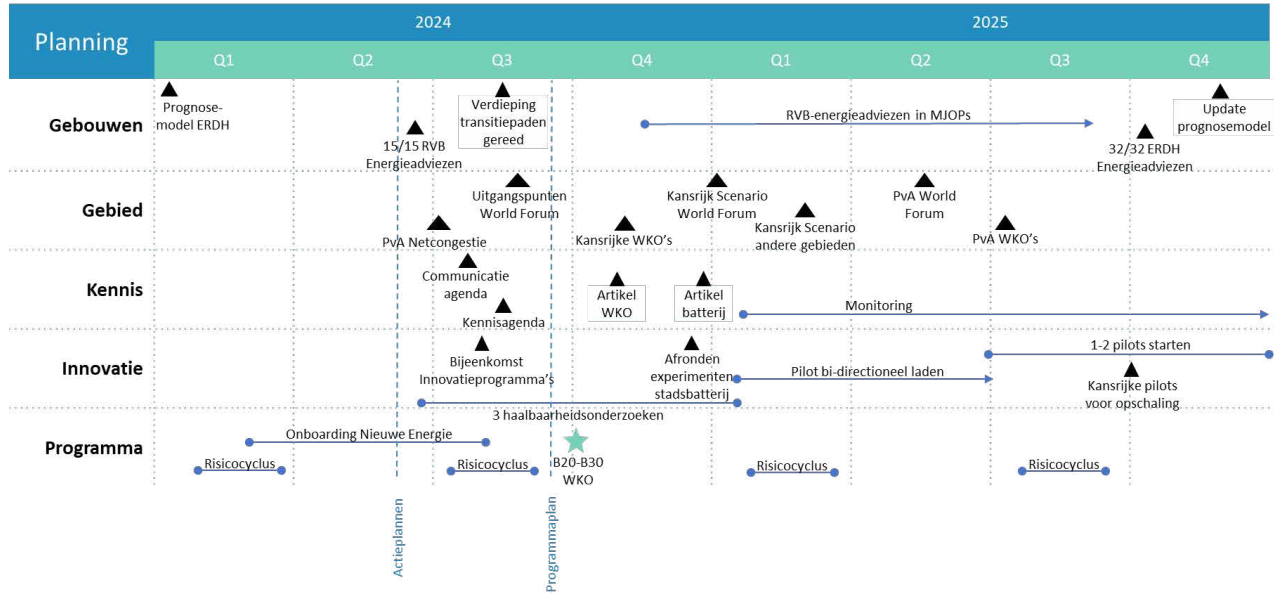 Planning
2024
2025
Q1
Q2
Q3
Q4
Q1
Q2
Q3
Q4
Gebouwen
Prognose-
model ERDH
15/15 RVB
Energieadviezen
Verdieping
transitiepaden
gereed
RVB-energieadviezen in MJOPs
32/32 ERDH
Energieadviezen
Update
prognosemodel
Gebied
PvA Netcongestie
Uitgangspunten
World Forum
Kansrijke WKO's
Kansrijk Scenario
World Forum
Kansrijk Scenario
andere gebieden
PvA World
Forum
PvA WKO's
Kennis
Communicatie
agenda
Kennisagenda
Artikel
WKO
Artikel
batterij
Monitoring
Innovatie
Bijeenkomst
Innovatieprogramma's
Afronden
experimenten
stadsbatterij
3 haalbaarheidsonderzoeken
Pilot bi-directioneel laden
1-2 pilots starten
Kansrijke pilots
voor opschaling
Programma
Onboarding Nieuwe Energie
B20-B30
WKO
Risicocyclus
Risicocyclus
Risicocyclus
Risicocyclus
Actieplannen
Programmaplan